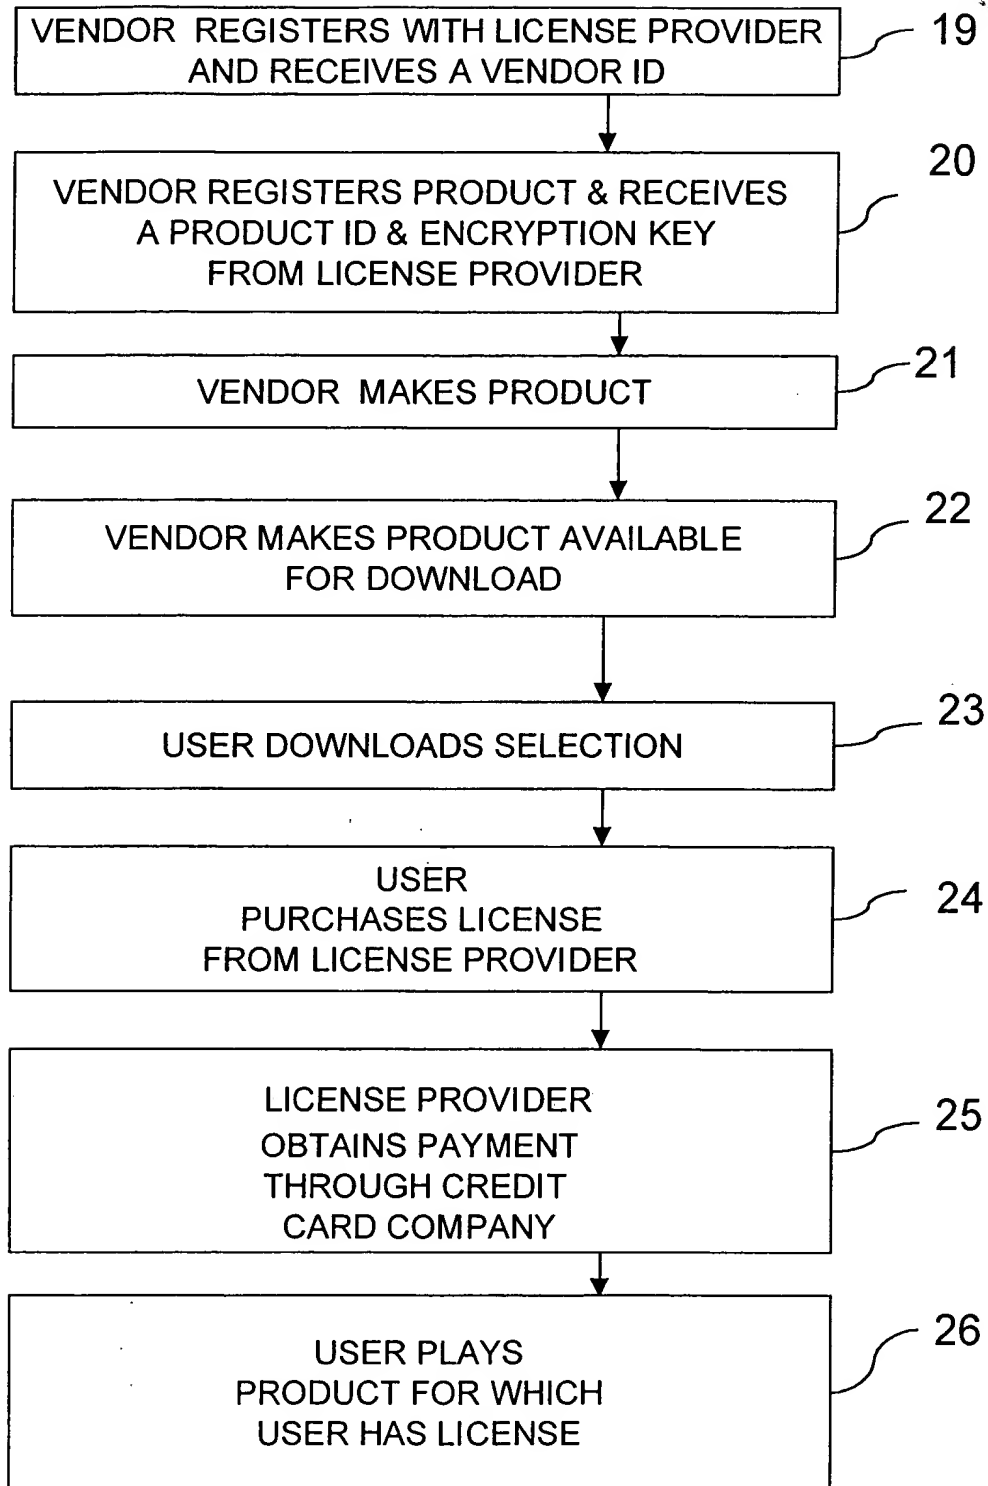 VENDOR REGISTERS WITH LICENSE PROVIDER
AND RECEIVES A VENDOR ID
19
VENDOR REGISTERS PRODUCT & RECEIVES
A PRODUCT ID & ENCRYPTION KEY
FROM LICENSE PROVIDER
20
VENDOR MAKES PRODUCT
21
VENDOR MAKES PRODUCT AVAILABLE
FOR DOWNLOAD
22
USER DOWNLOADS SELECTION
23
USER
PURCHASES LICENSE
FROM LICENSE PROVIDER
24
LICENSE PROVIDER
OBTAINS PAYMENT
THROUGH CREDIT
CARD COMPANY
25
USER PLAYS
PRODUCT FOR WHICH
USER HAS LICENSE
26